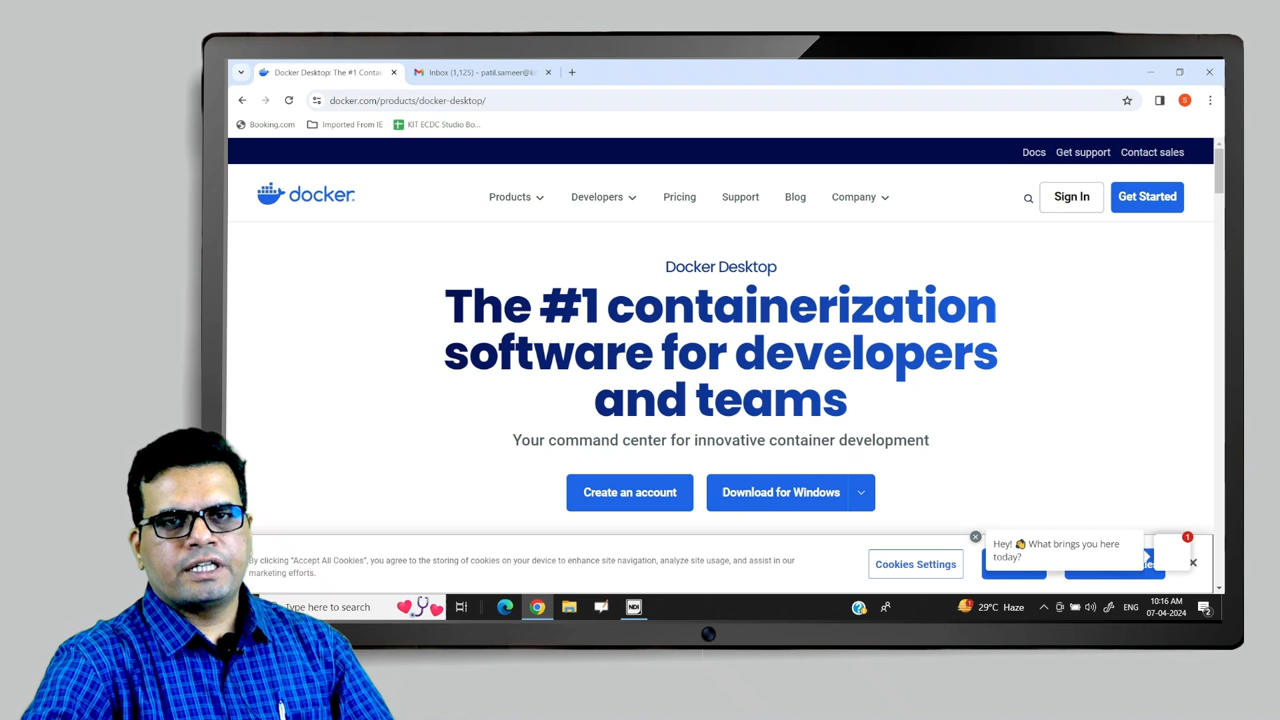 Docker Desktop: The #1 Conta
Inbox (1,125) - patil.sameer@ki
docker.com/products/docker-desktop/
S
Booking.com
Imported From IE
KIT ECDC Studio Bo...
Docs Get support Contact sales
docker
Products Developers Pricing Support Blog Company
Sign In
Get Started
Docker Desktop
The #1 containerization
software for developers
and teams
Your command center for innovative container development
Create an account
Download for Windows
By clicking “Accept All Cookies”, you agree to the storing of cookies on your device to enhance site navigation, analyze site usage, and assist in our
marketing efforts.
Cookies Settings
Hey! What brings you here
today?
1
Type here to search
NDI
29°C Haze
ENG
10:16 AM
07-04-2024
2